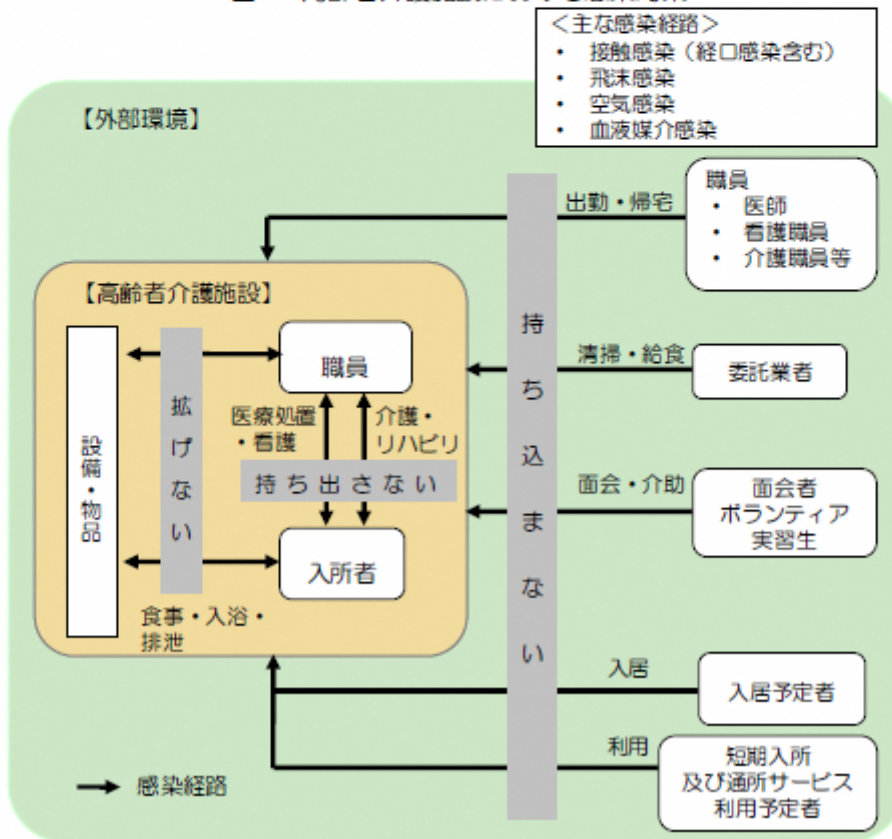 <主な感染経路>
・ 接触感染(経口感染含む)
・ 飛沫感染
・ 空気感染
・ 血液媒介感染
【外部環境】
職員
・ 医師
・ 看護職員
・ 介護職員等
出勤・帰宅
【高齢者介護施設】
持ち込まない
職員
清掃・給食
委託業者
拡げない
医療処置
・看護
介護・
リハビリ
設備・物品
持ち出さない
面会・介助
面会者
ボランティア
実習生
入所者
食事・入浴・
排泄
入居
入居予定者
利用
短期入所
及び通所サービス
利用予定者
感染経路